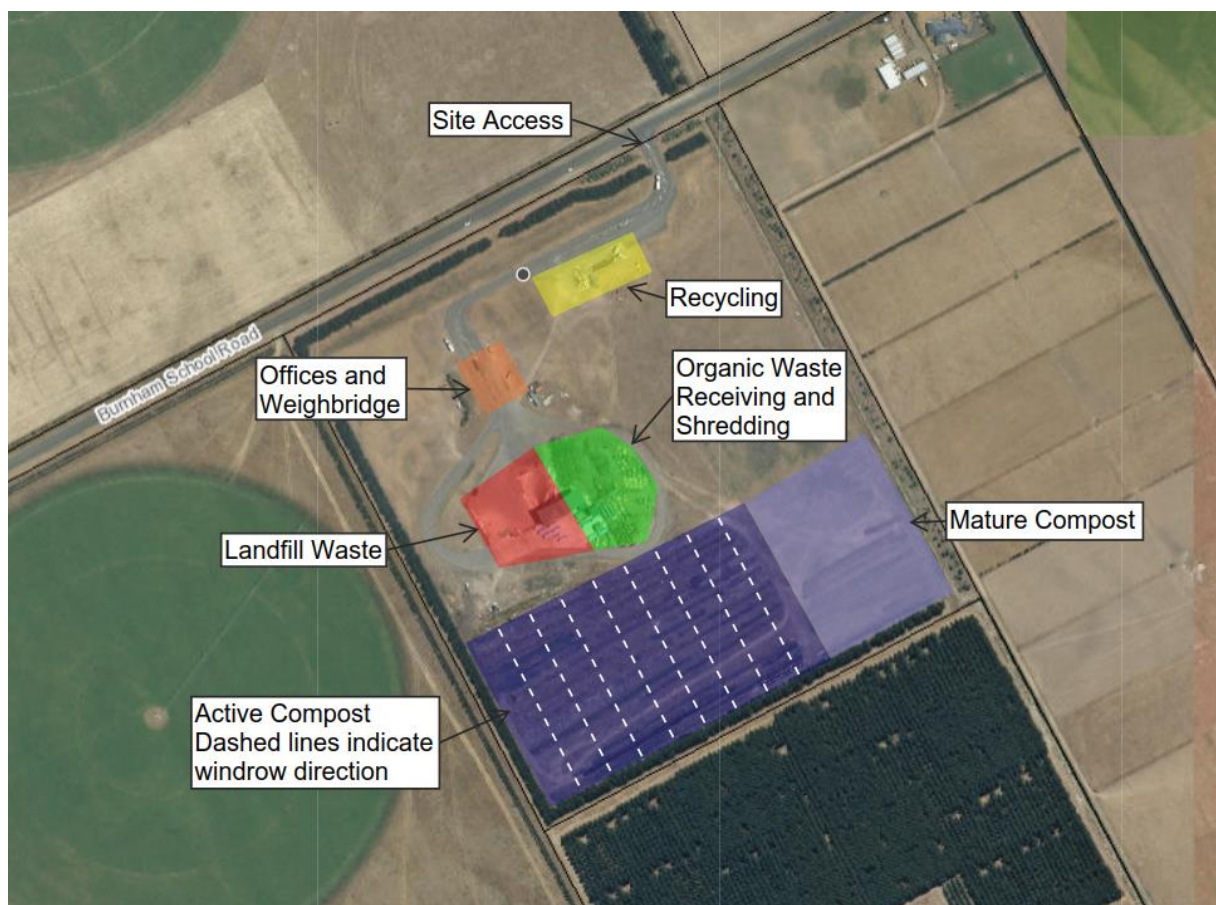 Site Access
Recycling
Burnham School Road
Offices and
Weighbridge
Organic Waste
Receiving and
Shredding
Mature Compost
Landfill Waste
Active Compost
Dashed lines indicate
windrow direction